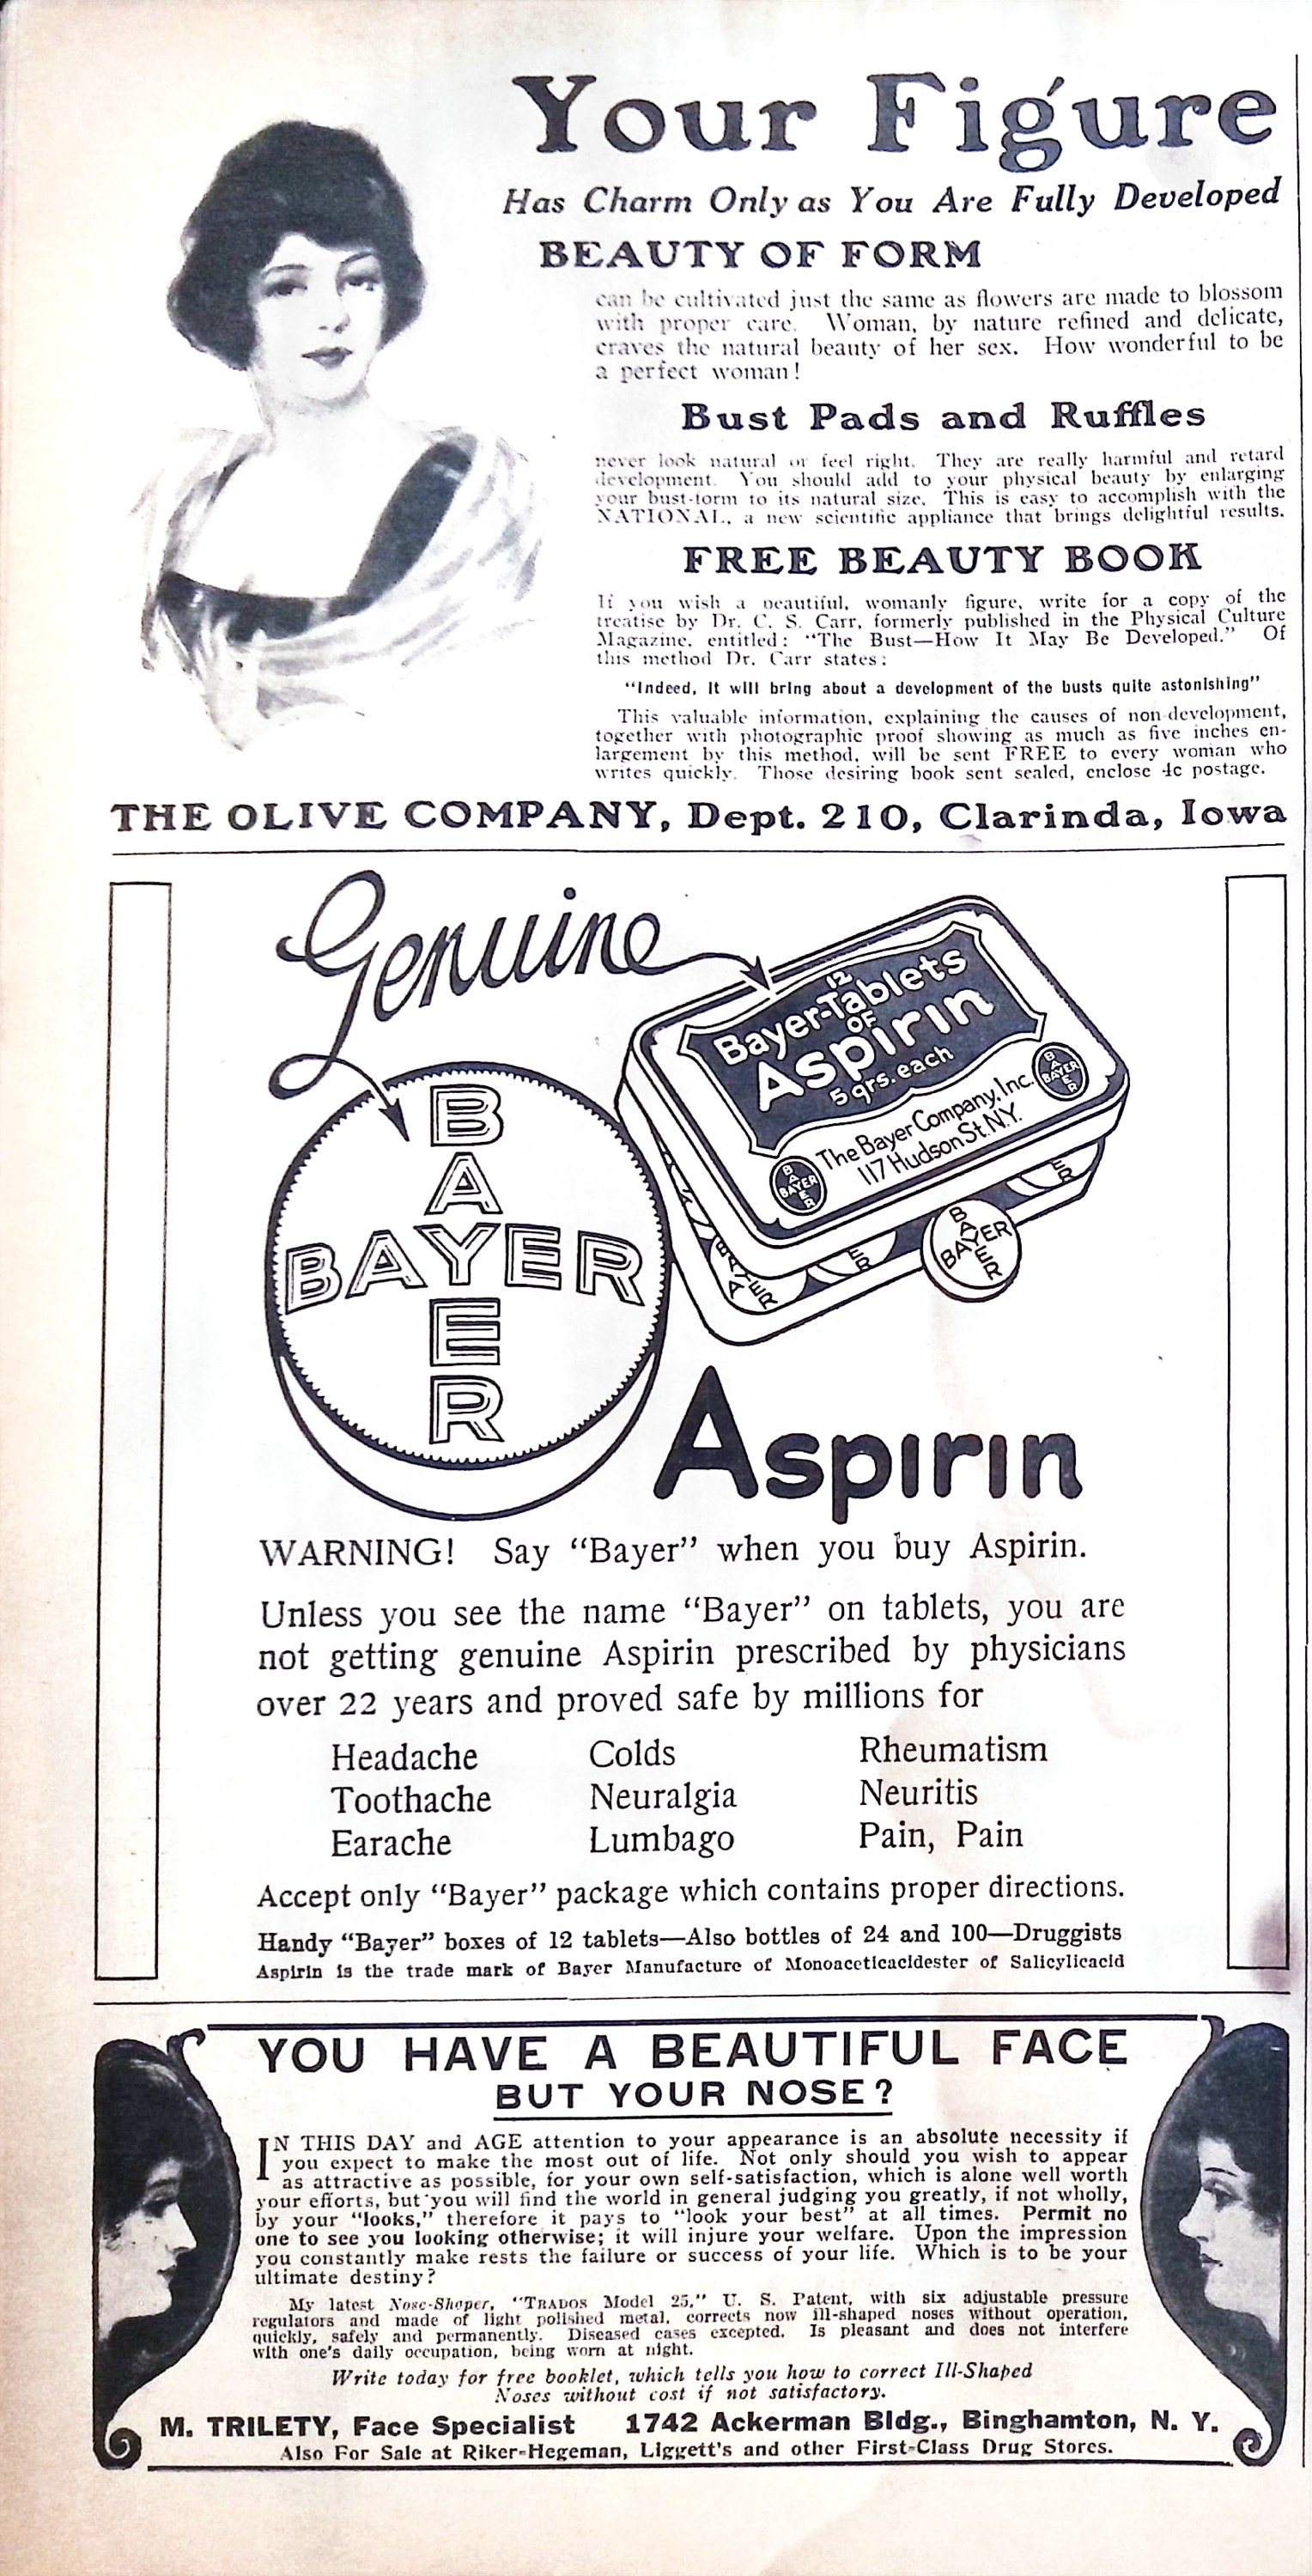 Your Figure
Has Charm Only as You Are Fully Developed
BEAUTY OF FORM
can be cultivated just the same as flowers are made to blossom
with proper care. Woman, by nature refined and delicate,
craves the natural beauty of her sex. How wonderful to be
a perfect woman!
Bust Pads and Ruffles
never look natural or feel right. They are really harmful and retard
development. You should add to your physical beauty by enlarging
your bust-form to its natural size. This is easy to accomplish with the
NATIONAL, a new scientific appliance that brings delightful results.
FREE BEAUTY BOOK
If you wish a beautiful, womanly figure, write for a copy of the
treatise by Dr. C. S. Carr, formerly published in the Physical Culture
Magazine, entitled: "The Bust—How It May Be Developed." Of
this method Dr. Carr states:
"Indeed, it will bring about a development of the busts quite astonishing"
This valuable information, explaining the causes of non-development,
together with photographic proof showing as much as five inches en-
largement by this method, will be sent FREE to every woman who
writes quickly. Those desiring book sent sealed, enclose 4c postage.
THE OLIVE COMPANY, Dept. 210, Clarinda, Iowa
Genuine
12
Bayer-Tablets
OF
Aspirin
5 grs. each
The Bayer Company, Inc.
117 Hudson St. N.Y.
BAYER
BAYER
BAYER
BAYER
BAYER
BAYER
BAYER
BAYER
Aspirin
WARNING! Say "Bayer" when you buy Aspirin.
Unless you see the name "Bayer" on tablets, you are
not getting genuine Aspirin prescribed by physicians
over 22 years and proved safe by millions for
Headache Colds Rheumatism
Toothache Neuralgia Neuritis
Earache Lumbago Pain, Pain
Accept only "Bayer" package which contains proper directions.
Handy "Bayer" boxes of 12 tablets—Also bottles of 24 and 100—Druggists
Aspirin is the trade mark of Bayer Manufacture of Monoaceticacidester of Salicylicacid
YOU HAVE A BEAUTIFUL FACE
BUT YOUR NOSE?
IN THIS DAY and AGE attention to your appearance is an absolute necessity if
you expect to make the most out of life. Not only should you wish to appear
as attractive as possible, for your own self-satisfaction, which is alone well worth
your efforts, but you will find the world in general judging you greatly, if not wholly,
by your "looks," therefore it pays to "look your best" at all times. Permit no
one to see you looking otherwise; it will injure your welfare. Upon the impression
you constantly make rests the failure or success of your life. Which is to be your
ultimate destiny?
My latest Nose-Shaper, "TRADOS Model 25," U. S. Patent, with six adjustable pressure
regulators and made of light polished metal, corrects now ill-shaped noses without operation,
quickly, safely and permanently. Diseased cases excepted. Is pleasant and does not interfere
with one's daily occupation, being worn at night.
Write today for free booklet, which tells you how to correct Ill-Shaped
Noses without cost if not satisfactory.
M. TRILETY, Face Specialist 1742 Ackerman Bldg., Binghamton, N. Y.
Also For Sale at Riker-Hegeman, Liggett's and other First-Class Drug Stores.